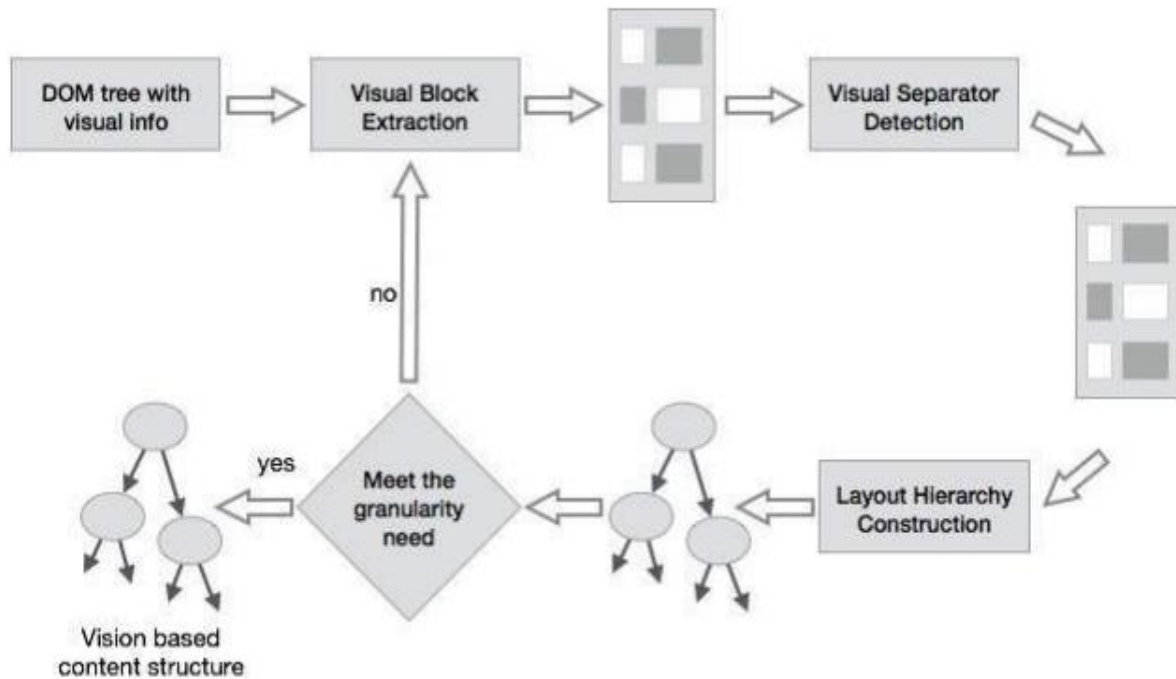 DOM tree with
visual info
Visual Block
Extraction
Visual Separator
Detection
no
yes
Meet the
granularity
need
Layout Hierarchy
Construction
Vision based
content structure